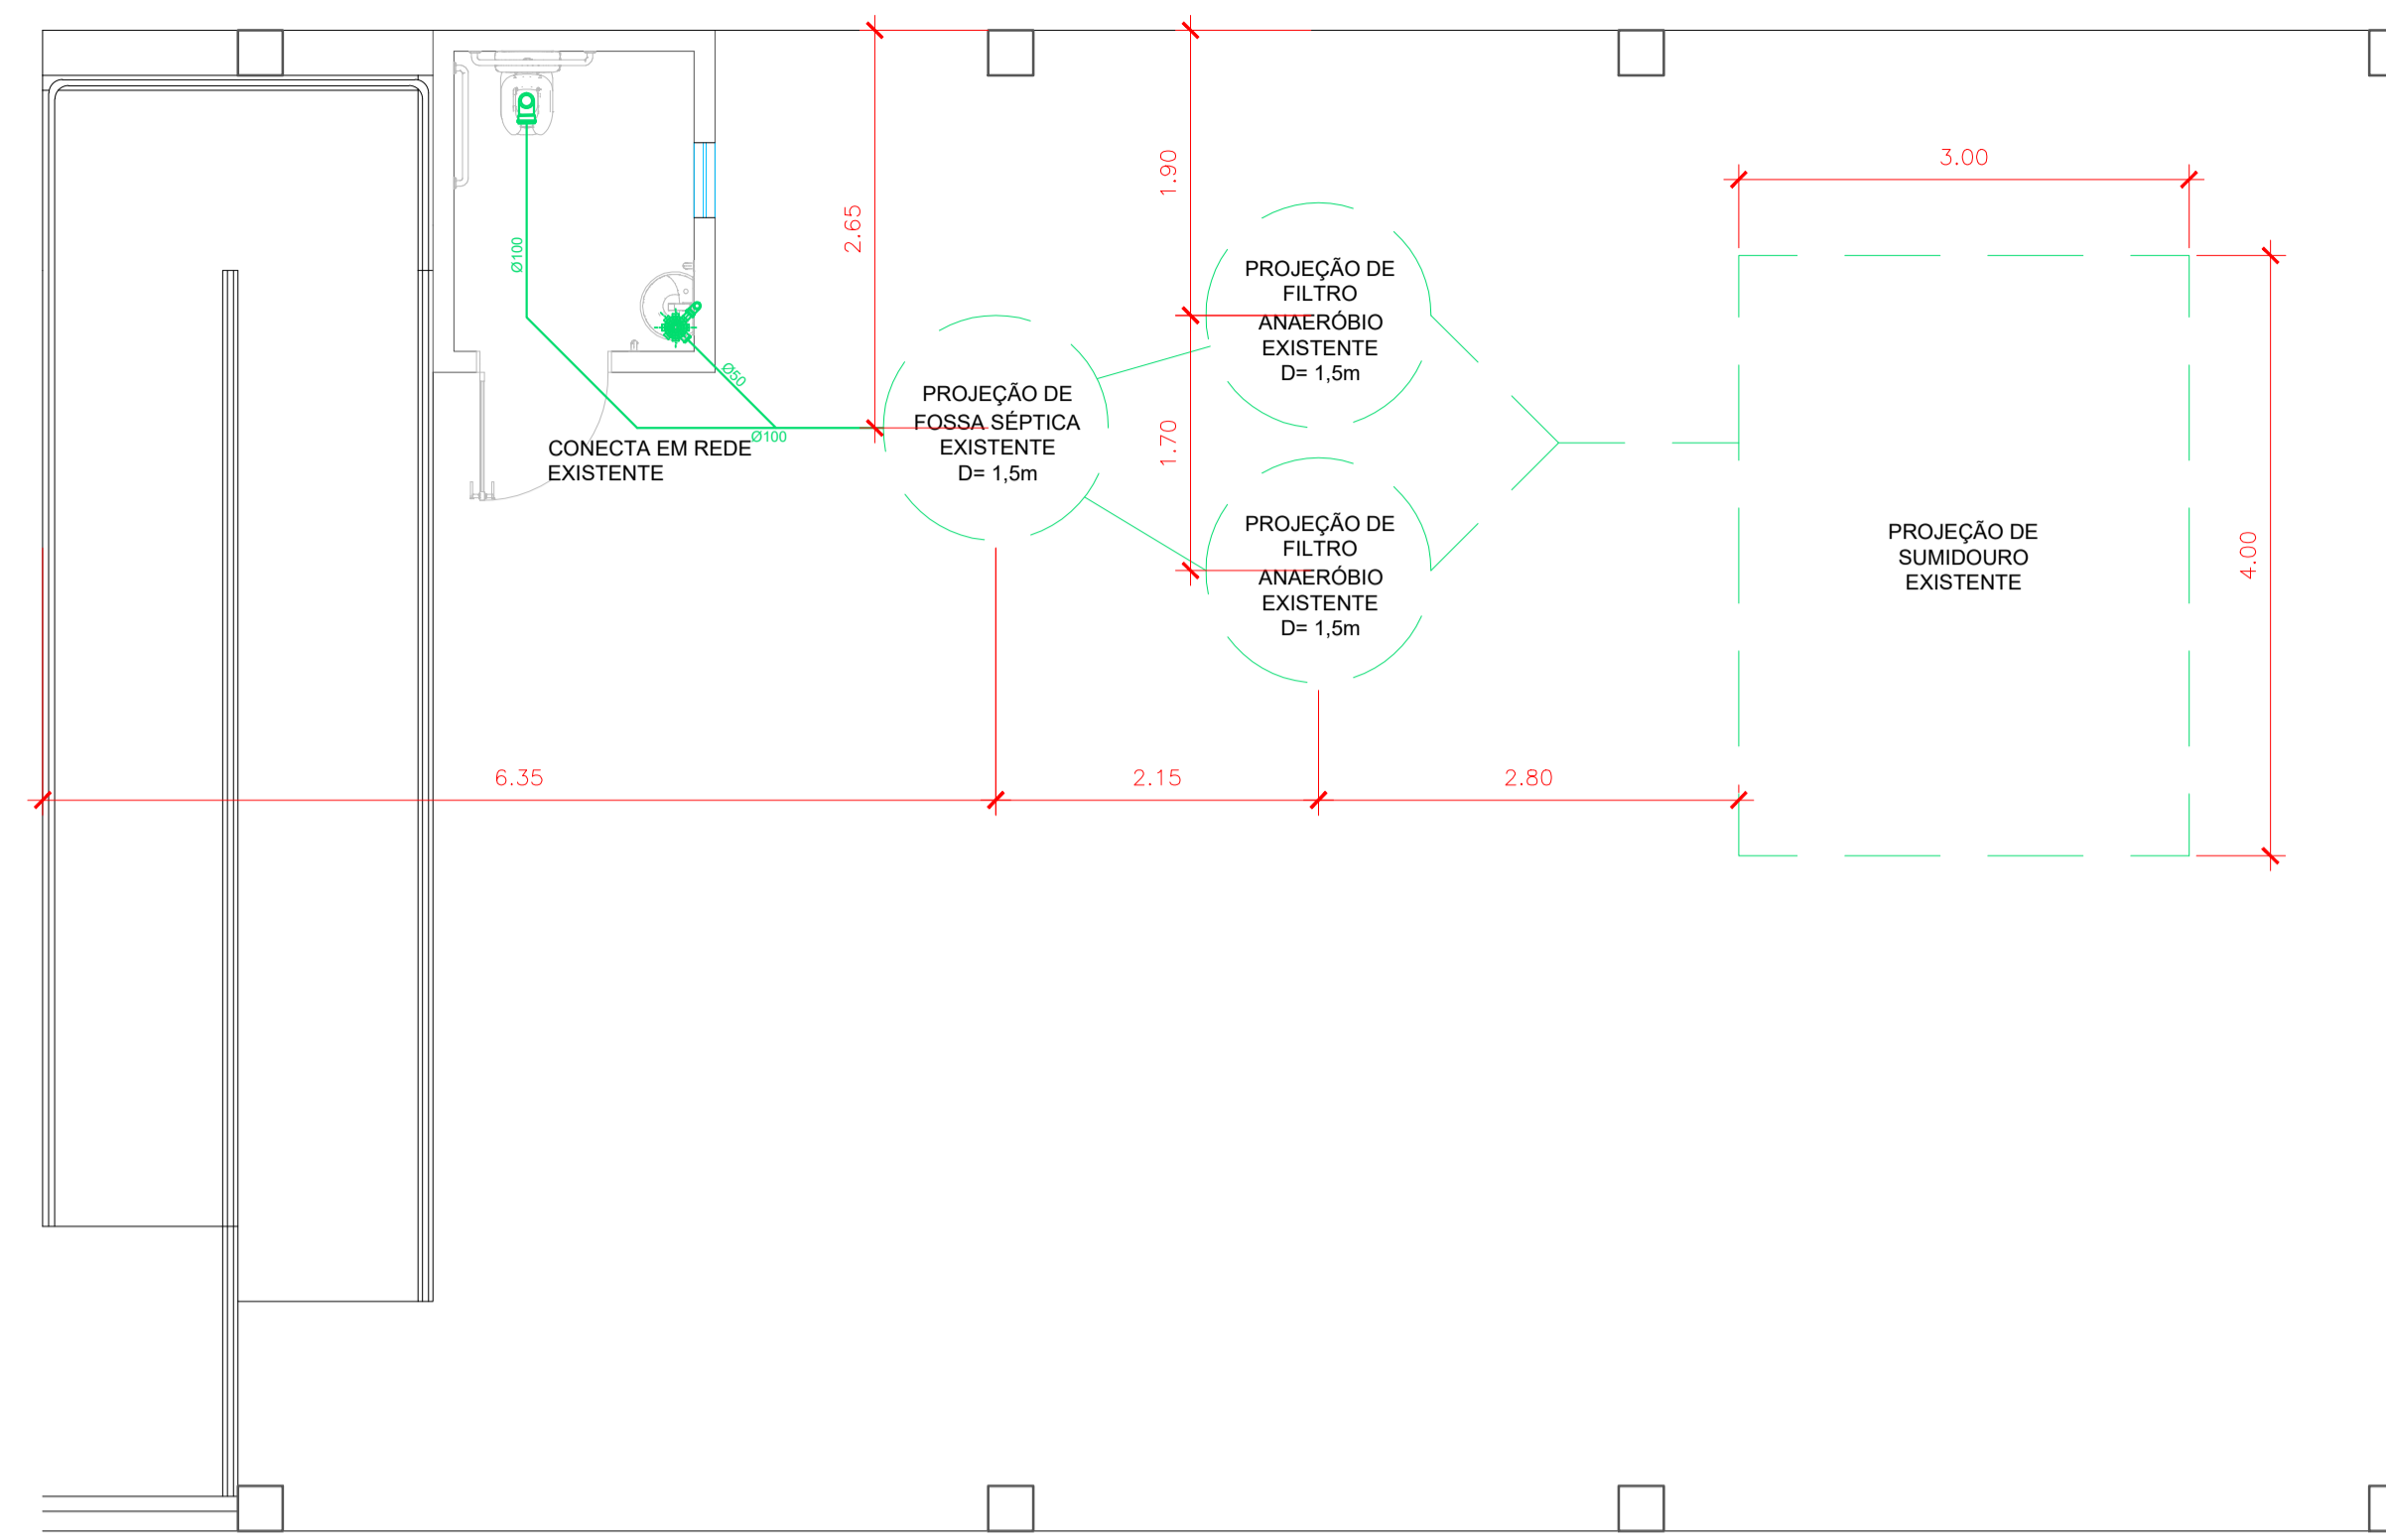 3.00
1.90
2.65
Ø100
PROJEÇÃO DE
FILTRO
ANAERÓBIO
EXISTENTE
D= 1,5m
Ø50
PROJEÇÃO DE
FOSSA SÉPTICA
EXISTENTE
D= 1,5m
Ø100
CONECTA EM REDE
EXISTENTE
1.70
PROJEÇÃO DE
FILTRO
ANAERÓBIO
EXISTENTE
D= 1,5m
PROJEÇÃO DE
SUMIDOURO
EXISTENTE
4.00
6.35
2.15
2.80